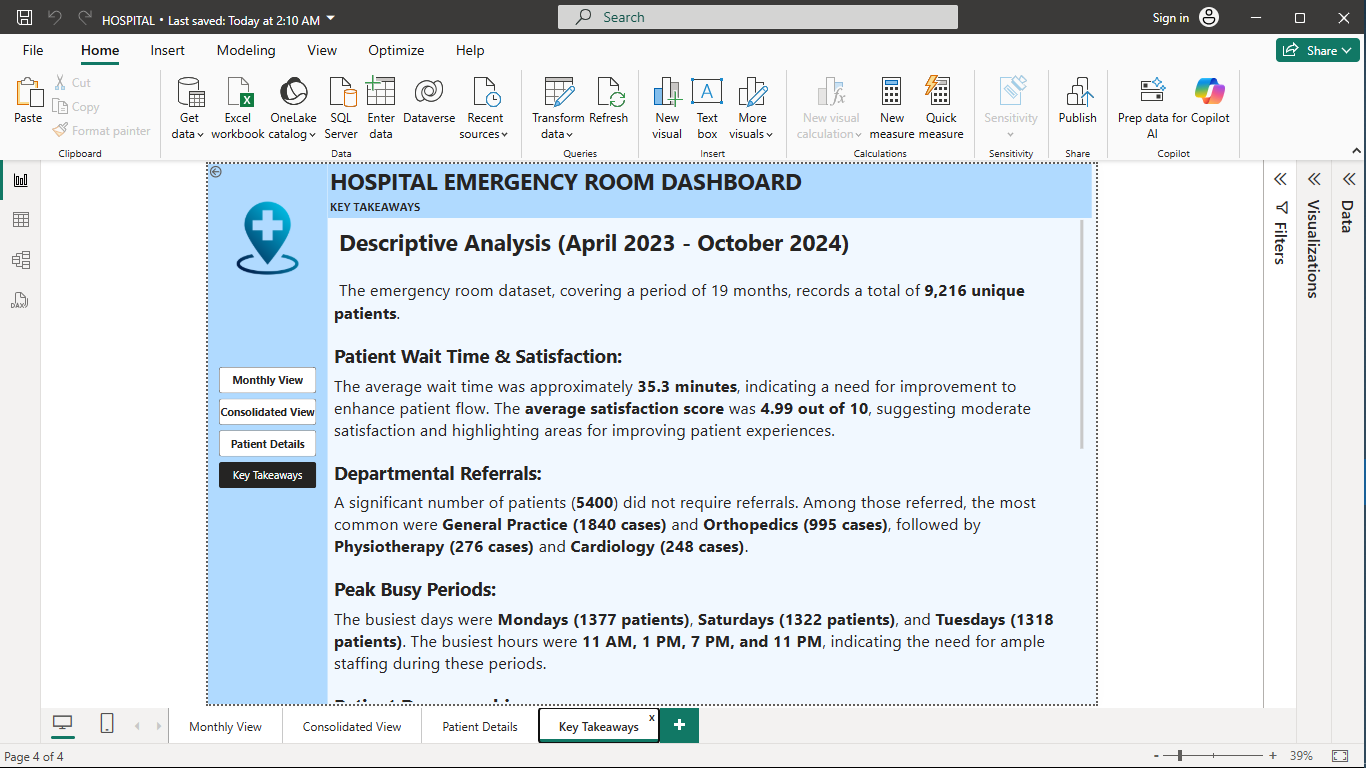 HOSPITAL • Last saved: Today at 2:10 AM
Search
Sign in
File Home Insert Modeling View Optimize Help
Share
Paste
Cut
Copy
Format painter
Clipboard
Get data
Excel workbook
OneLake catalog
SQL Server
Enter data
Dataverse
Recent sources
Data
Transform data
Refresh
Queries
New visual
Text box
More visuals
Insert
New visual calculation
New measure
Quick measure
Calculations
Sensitivity
Sensitivity
Publish
Share
Prep data for AI
Copilot
Copilot
DAX
HOSPITAL EMERGENCY ROOM DASHBOARD
KEY TAKEAWAYS
Monthly View
Consolidated View
Patient Details
Key Takeaways
Descriptive Analysis (April 2023 - October 2024)
The emergency room dataset, covering a period of 19 months, records a total of 9,216 unique
patients.
Patient Wait Time & Satisfaction:
The average wait time was approximately 35.3 minutes, indicating a need for improvement to
enhance patient flow. The average satisfaction score was 4.99 out of 10, suggesting moderate
satisfaction and highlighting areas for improving patient experiences.
Departmental Referrals:
A significant number of patients (5400) did not require referrals. Among those referred, the most
common were General Practice (1840 cases) and Orthopedics (995 cases), followed by
Physiotherapy (276 cases) and Cardiology (248 cases).
Peak Busy Periods:
The busiest days were Mondays (1377 patients), Saturdays (1322 patients), and Tuesdays (1318
patients). The busiest hours were 11 AM, 1 PM, 7 PM, and 11 PM, indicating the need for ample
staffing during these periods.
Filters
Visualizations
Data
Monthly View
Consolidated View
Patient Details
Key Takeaways
x
+
Page 4 of 4
- + 39%